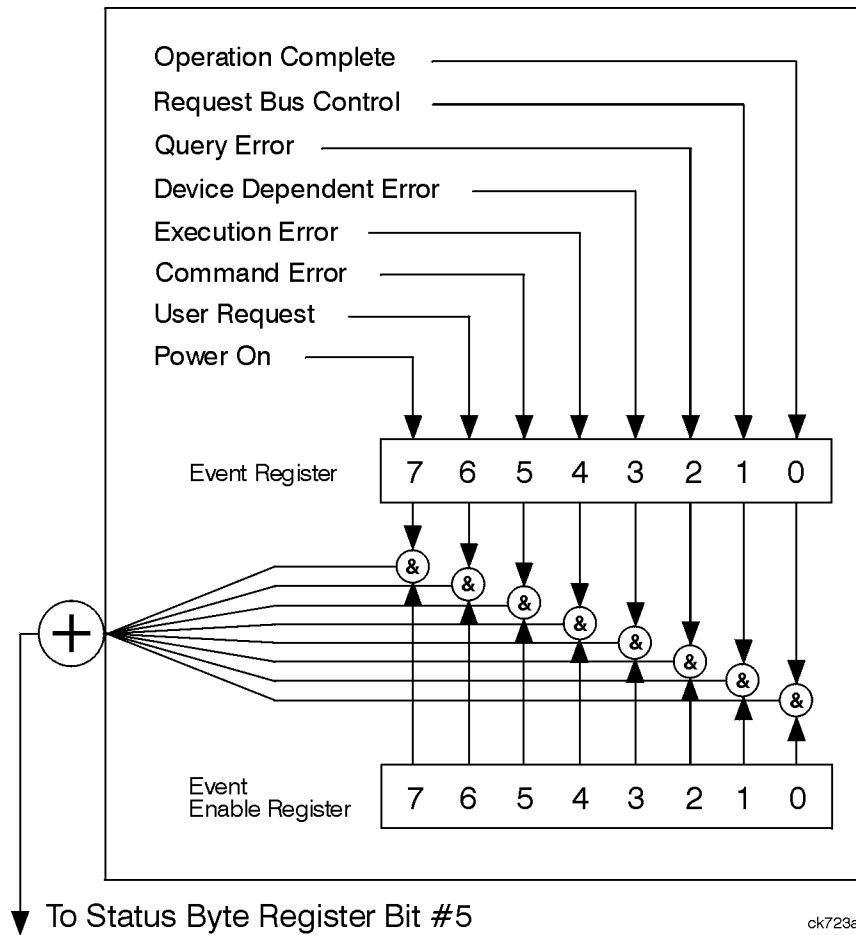 Operation Complete
Request Bus Control
Query Error
Device Dependent Error
Execution Error
Command Error
User Request
Power On
Event Register 7 6 5 4 3 2 1 0
&
&
&
&
&
&
&
&
+
Event
Enable Register 7 6 5 4 3 2 1 0
To Status Byte Register Bit #5
ck723a